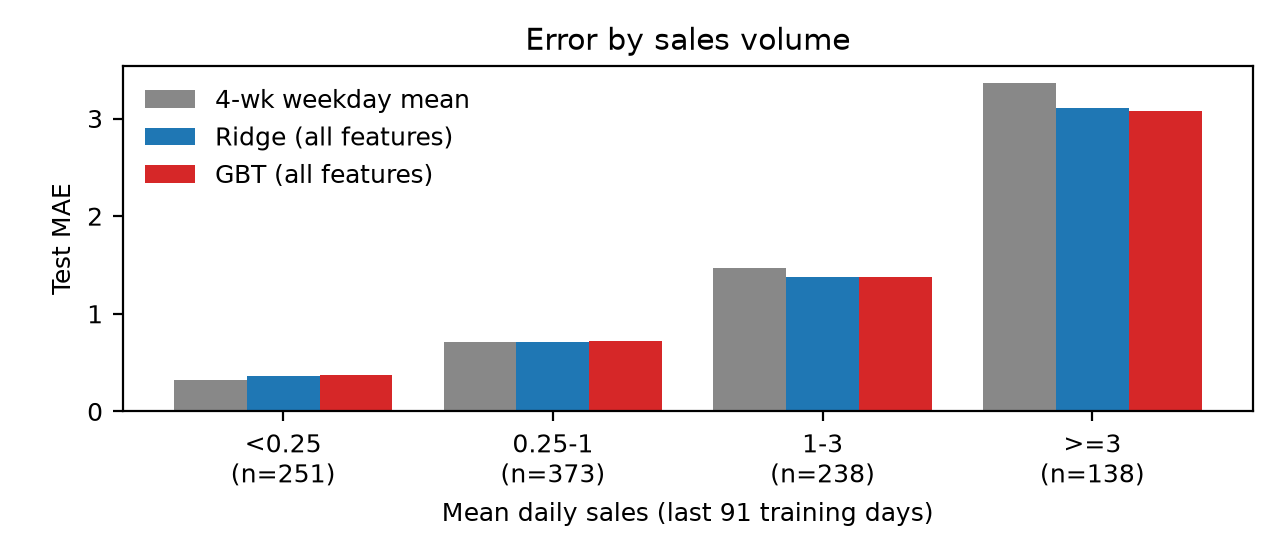 Error by sales volume
4-wk weekday mean
Ridge (all features)
GBT (all features)
Test MAE
3
2
1
0
<0.25
(n=251)
0.25-1
(n=373)
1-3
(n=238)
>=3
(n=138)
Mean daily sales (last 91 training days)